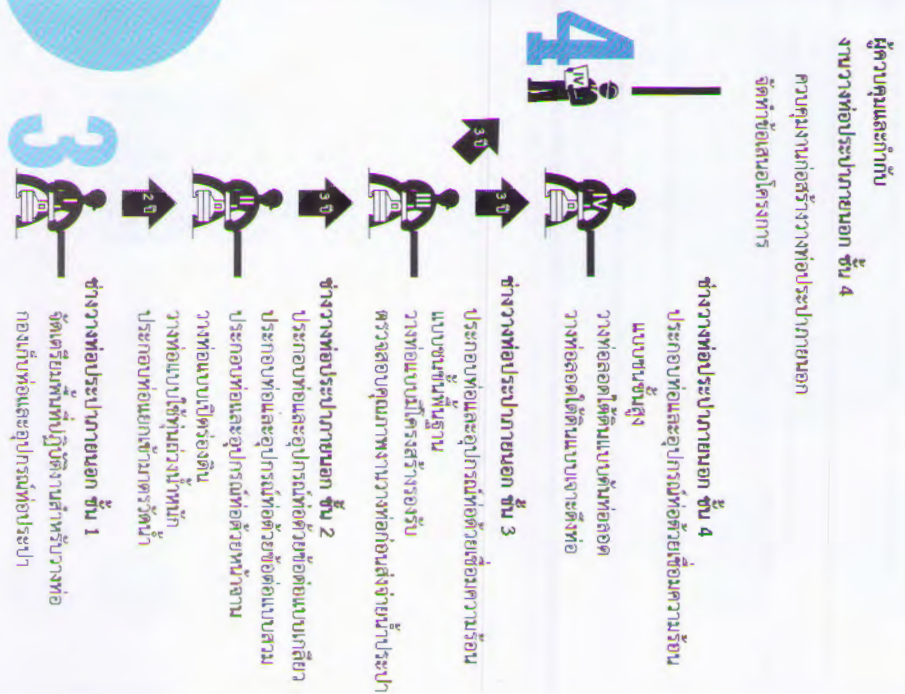 ผู้ควบคุมและกำกับ
งานวางท่อประปาภายนอก ชั้น 4
ควบคุมงานก่อสร้างวางท่อประปาภายนอก
จัดทำข้อเสนอโครงการ
4
IV
ช่างวางท่อประปาภายนอก ชั้น 4
ประกอบท่อและอุปกรณ์ท่อด้วยเชื่อมความร้อน
แบบชนขั้นสูง
วางท่อลอดใต้ดินแบบดันท่อลอด
วางท่อลอดใต้ดินแบบเจาะดึงท่อ
IV
3 ปี
3 ปี
ช่างวางท่อประปาภายนอก ชั้น 3
ประกอบท่อและอุปกรณ์ท่อด้วยเชื่อมความร้อน
แบบชนขั้นพื้นฐาน
วางท่อแบบมีโครงสร้างรองรับ
ตรวจสอบคุณภาพงานวางท่อก่อนส่งจ่ายน้ำประปา
III
3 ปี
ช่างวางท่อประปาภายนอก ชั้น 2
ประกอบท่อและอุปกรณ์ท่อด้วยข้อต่อแบบเกลียว
ประกอบท่อและอุปกรณ์ท่อด้วยข้อต่อแบบสวม
ประกอบท่อและอุปกรณ์ท่อด้วยหน้าจาน
วางท่อแบบเปิดร่องดิน
วางท่อแบบใช้ทุ่นถ่วงน้ำหนัก
ประกอบท่อแยกเข้ามาตรวัดน้ำ
II
2 ปี
ช่างวางท่อประปาภายนอก ชั้น 1
จัดเตรียมพื้นที่ปฏิบัติงานสำหรับวางท่อ
กองเก็บท่อและอุปกรณ์ท่อประปา
I
3